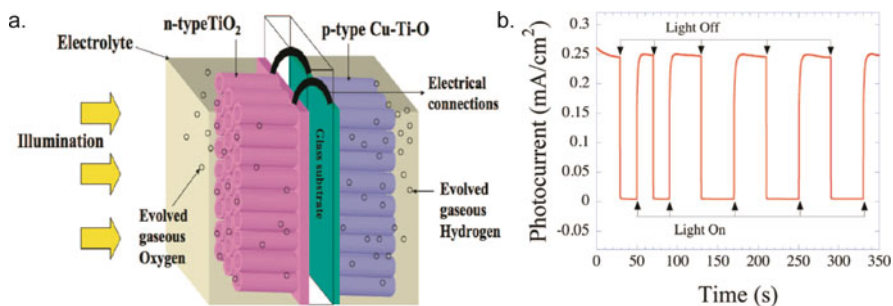 a.
n-typeTiO₂
p-type Cu-Ti-O
Electrolyte
Electrical
connections
Illumination
Glass substrate
Evolved
gaseous
Oxygen
Evolved
gaseous
Hydrogen
b.
Photocurrent (mA/cm²)
0.3
0.25
0.2
0.15
0.1
0.05
0
-0.05
Light Off
Light On
0 50 100 150 200 250 300 350
Time (s)